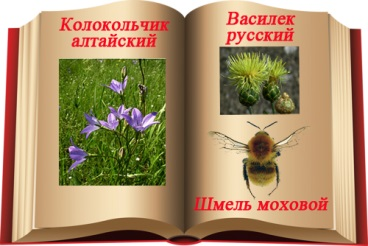 Колокольчик
алтайский
Василек
русский
Шмель моховой